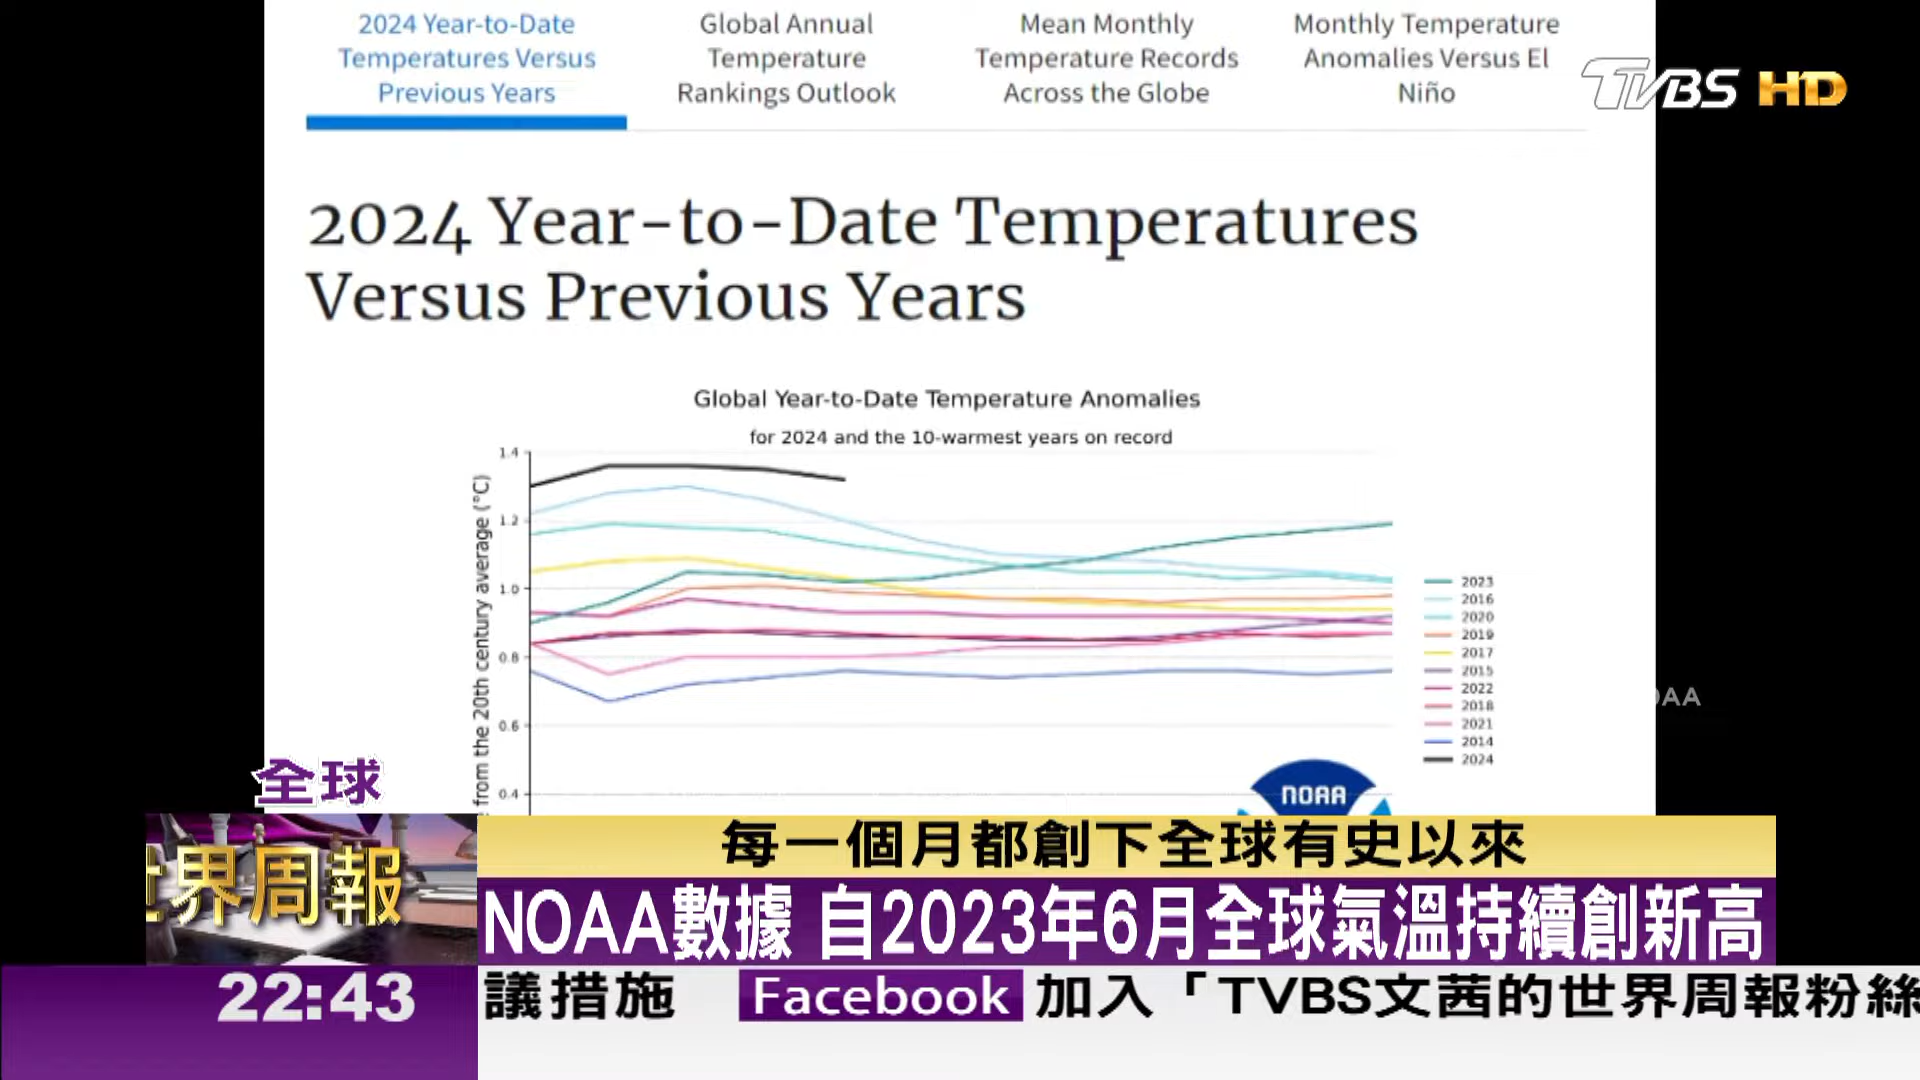 2024 Year-to-Date
Temperatures Versus
Previous Years
Global Annual
Temperature
Rankings Outlook
Mean Monthly
Temperature Records
Across the Globe
Monthly Temperature
Anomalies Versus El
Niño
TVBS HD
2024 Year-to-Date Temperatures
Versus Previous Years
Global Year-to-Date Temperature Anomalies
for 2024 and the 10-warmest years on record
from the 20th century average (°C)
1.4
1.2
1.0
0.8
0.6
0.4
2023
2016
2020
2019
2017
2015
2022
2018
2021
2014
2024
NOAA
全球
世界周報
每一個月都創下全球有史以來
NOAA數據 自2023年6月全球氣溫持續創新高
22:43
議措施 Facebook 加入「TVBS文茜的世界周報粉絲